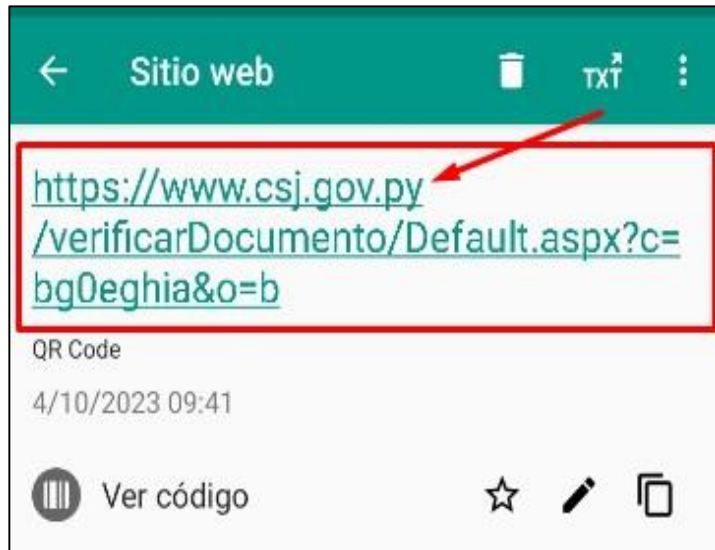 Sitio web
TXT
https://www.csj.gov.py
/verificarDocumento/Default.aspx?c=
bg0eghia&o=b
QR Code
4/10/2023 09:41
Ver código